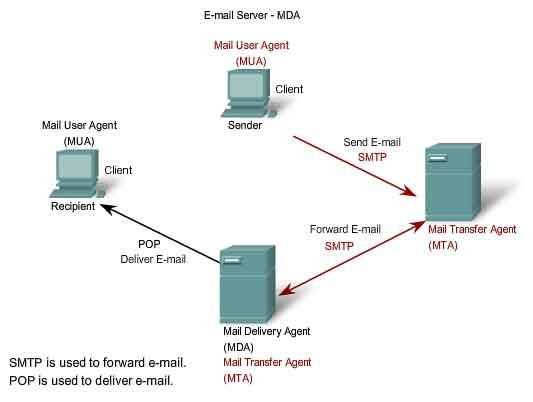 E-mail Server - MDA
Mail User Agent
(MUA)
Client
Sender
Mail User Agent
(MUA)
Client
Recipient
Send E-mail
SMTP
Mail Transfer Agent
(MTA)
Forward E-mail
SMTP
POP
Deliver E-mail
Mail Delivery Agent
(MDA)
Mail Transfer Agent
(MTA)
SMTP is used to forward e-mail.
POP is used to deliver e-mail.